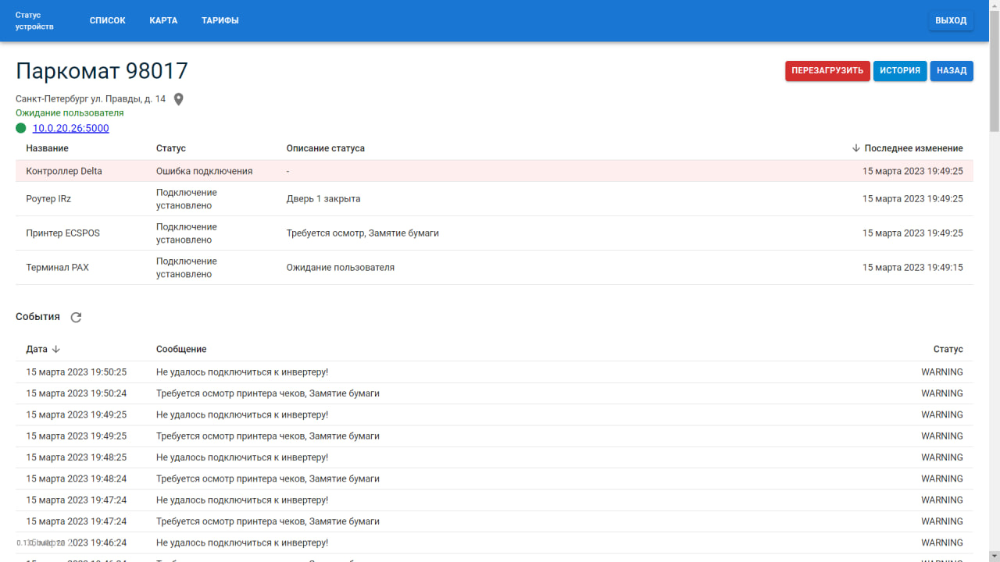 Статус
устройств
СПИСОК КАРТА ТАРИФЫ ВЫХОД
Паркомат 98017 ПЕРЕЗАГРУЗИТЬ ИСТОРИЯ НАЗАД
Санкт-Петербург ул. Правды, д. 14
Ожидание пользователя
10.0.20.26:5000
Название Статус Описание статуса Последнее изменение
Контроллер Delta Ошибка подключения - 15 марта 2023 19:49:25
Роутер IRz Подключение установлено Дверь 1 закрыта 15 марта 2023 19:49:25
Принтер ECSPOS Подключение установлено Требуется осмотр, Замятие бумаги 15 марта 2023 19:49:25
Терминал PAX Подключение установлено Ожидание пользователя 15 марта 2023 19:49:15
События
Дата Сообщение Статус
15 марта 2023 19:50:25 Не удалось подключиться к инвертеру! WARNING
15 марта 2023 19:50:24 Требуется осмотр принтера чеков, Замятие бумаги WARNING
15 марта 2023 19:49:25 Не удалось подключиться к инвертеру! WARNING
15 марта 2023 19:49:25 Требуется осмотр принтера чеков, Замятие бумаги WARNING
15 марта 2023 19:48:25 Не удалось подключиться к инвертеру! WARNING
15 марта 2023 19:48:24 Требуется осмотр принтера чеков, Замятие бумаги WARNING
15 марта 2023 19:47:24 Не удалось подключиться к инвертеру! WARNING
15 марта 2023 19:47:24 Требуется осмотр принтера чеков, Замятие бумаги WARNING
15 марта 2023 19:46:24 Не удалось подключиться к инвертеру! WARNING